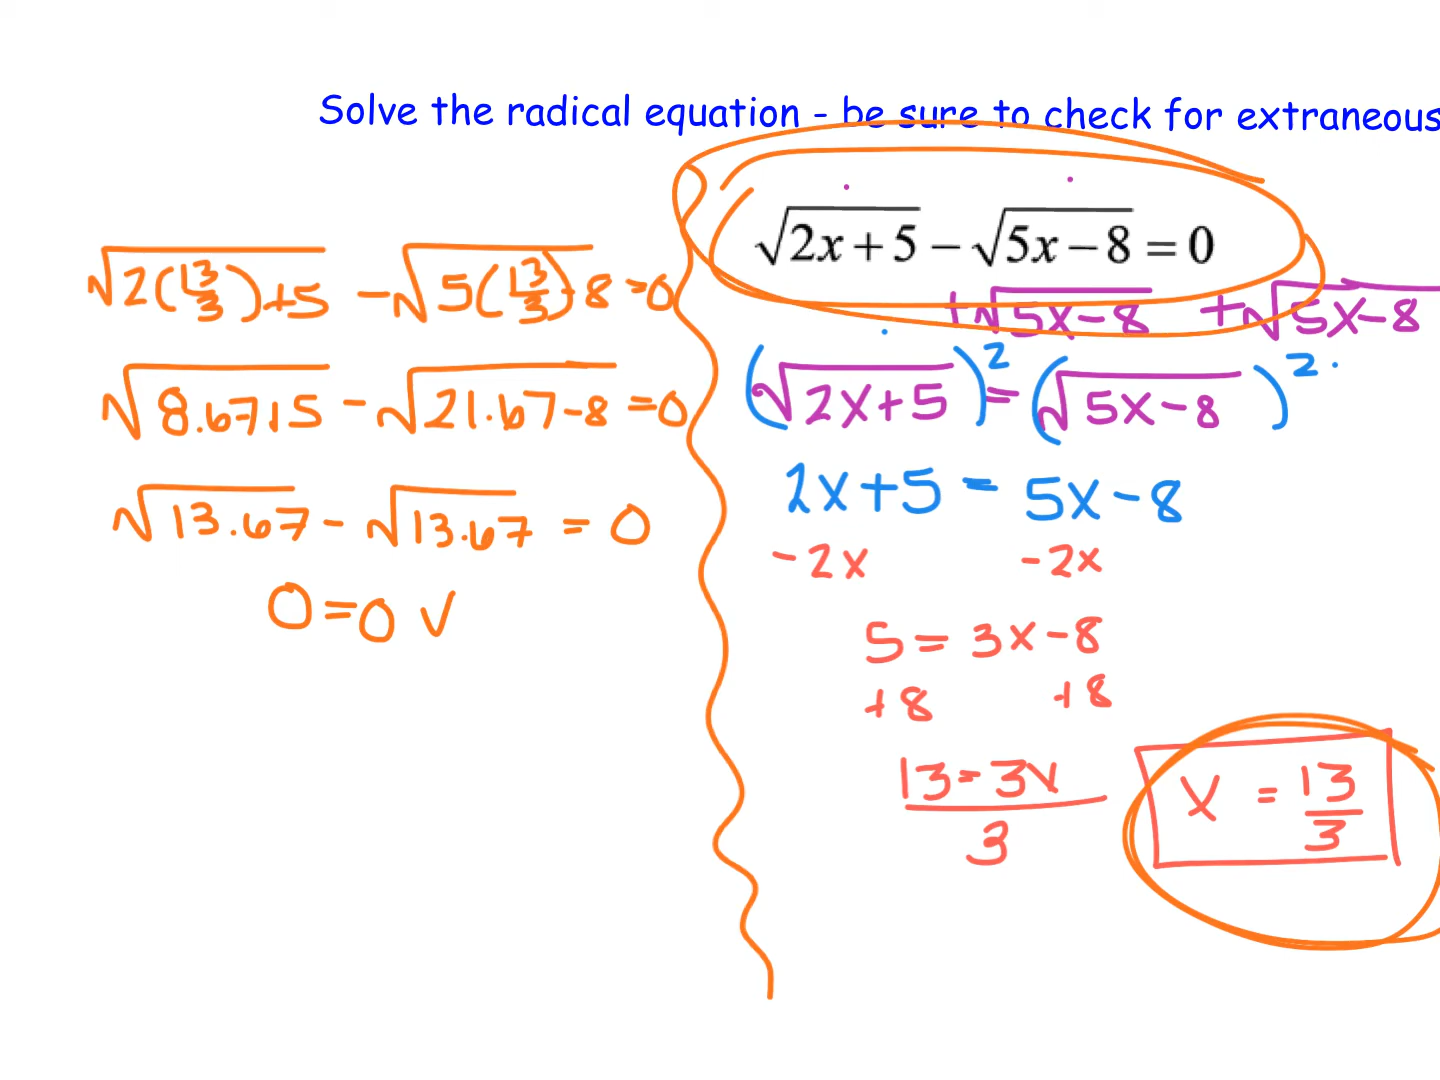 Solve the radical equation - be sure to check for extraneous
√(2x + 5) − √(5x − 8) = 0
+√(5x-8) +√(5x-8)
(√(2x+5))² = (√(5x-8))²
2x+5 = 5x-8
-2x -2x
5 = 3x-8
+8 +8
13 = 3x
3
x = 13/3
√(2(13/3)+5) - √(5(13/3)-8) = 0
√(8.67+5) - √(21.67-8) = 0
√13.67 - √13.67 = 0
0=0 √